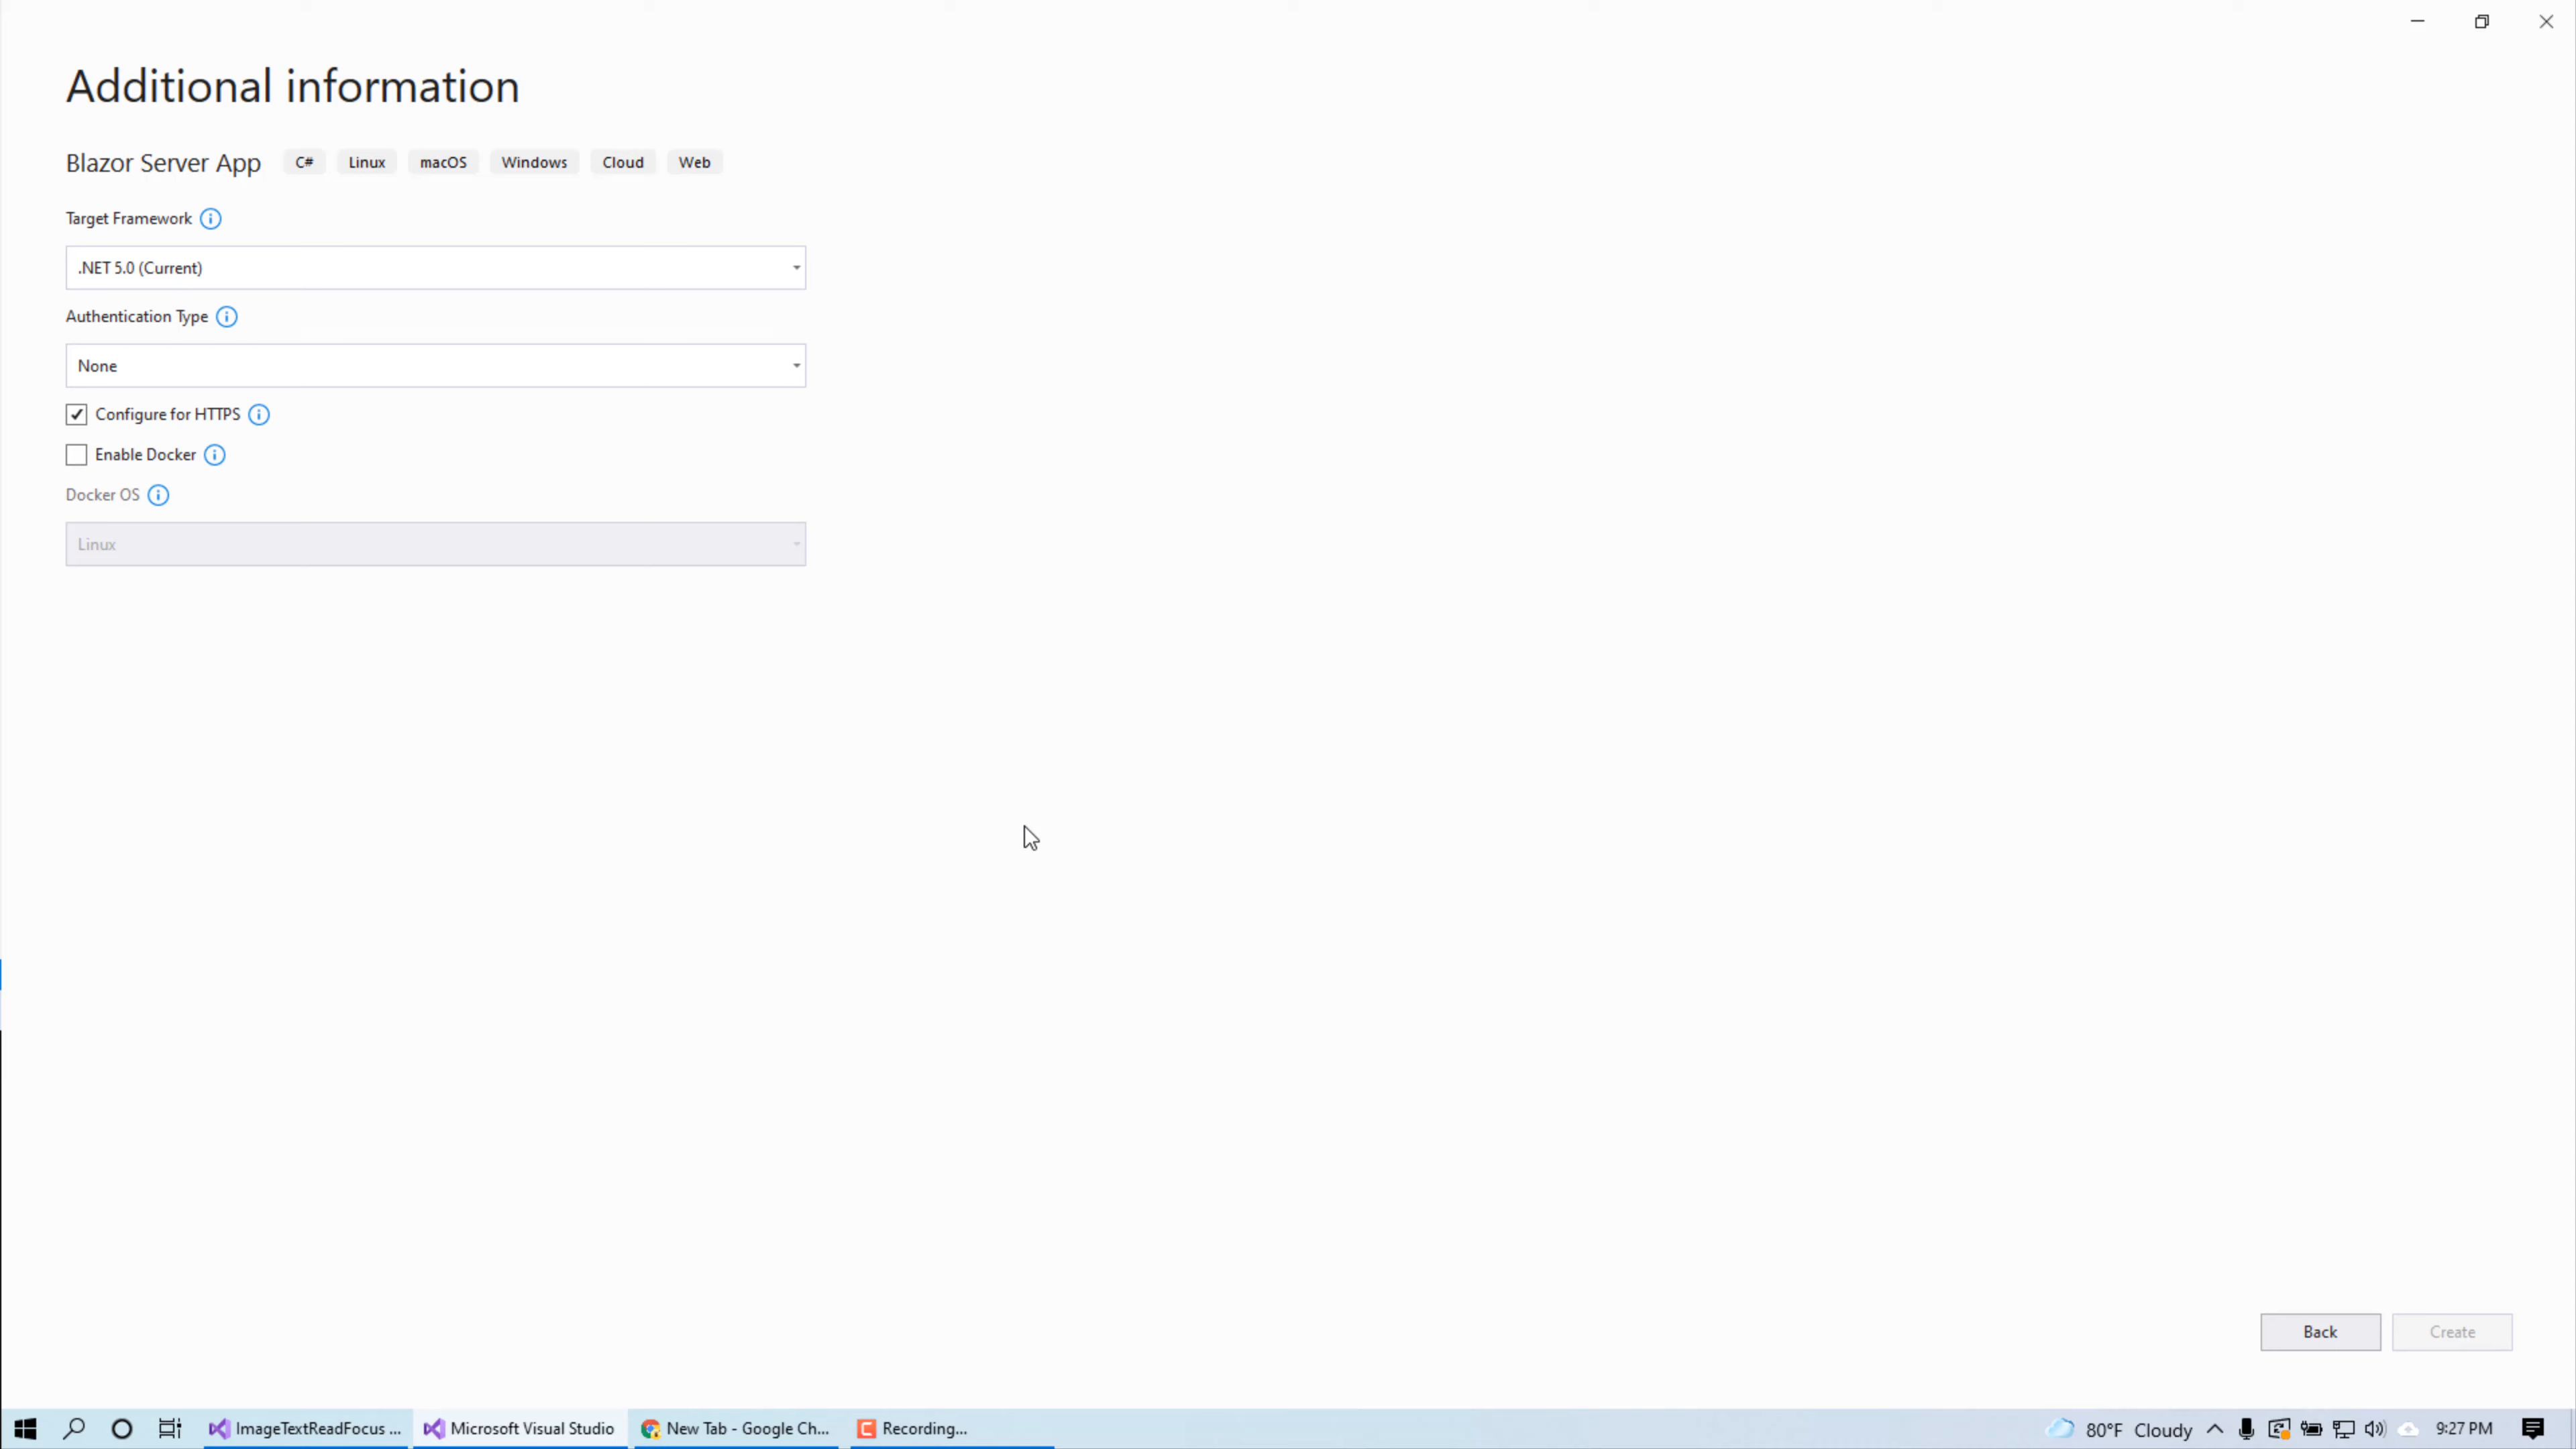 Additional information
Blazor Server App C# Linux macOS Windows Cloud Web
Target Framework
.NET 5.0 (Current)
Authentication Type
None
Configure for HTTPS
Enable Docker
Docker OS
Linux
Back Create
ImageTextReadFocus ... Microsoft Visual Studio New Tab - Google Ch... Recording... 80°F Cloudy 9:27 PM